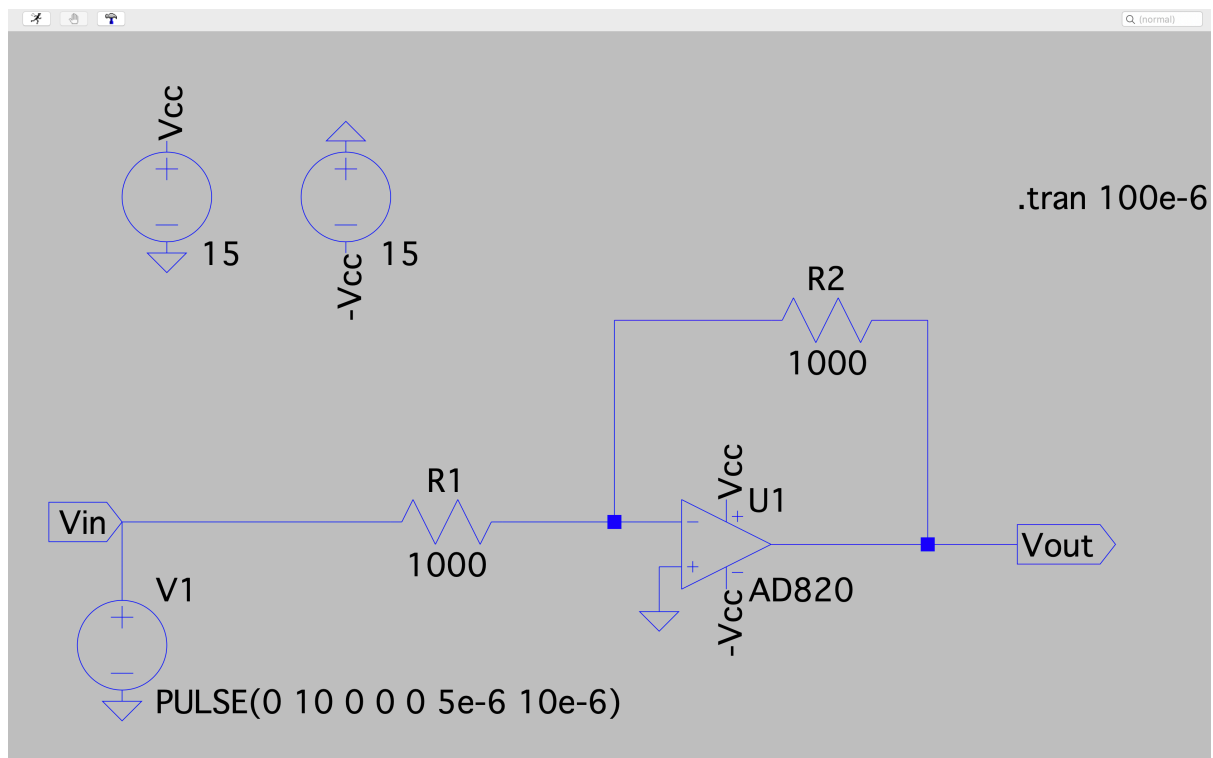 (normal)
Vcc
15
-Vcc
15
.tran 100e-6
R2
1000
R1
1000
Vcc
U1
Vin
Vout
V1
AD820
-Vcc
PULSE(0 10 0 0 0 5e-6 10e-6)